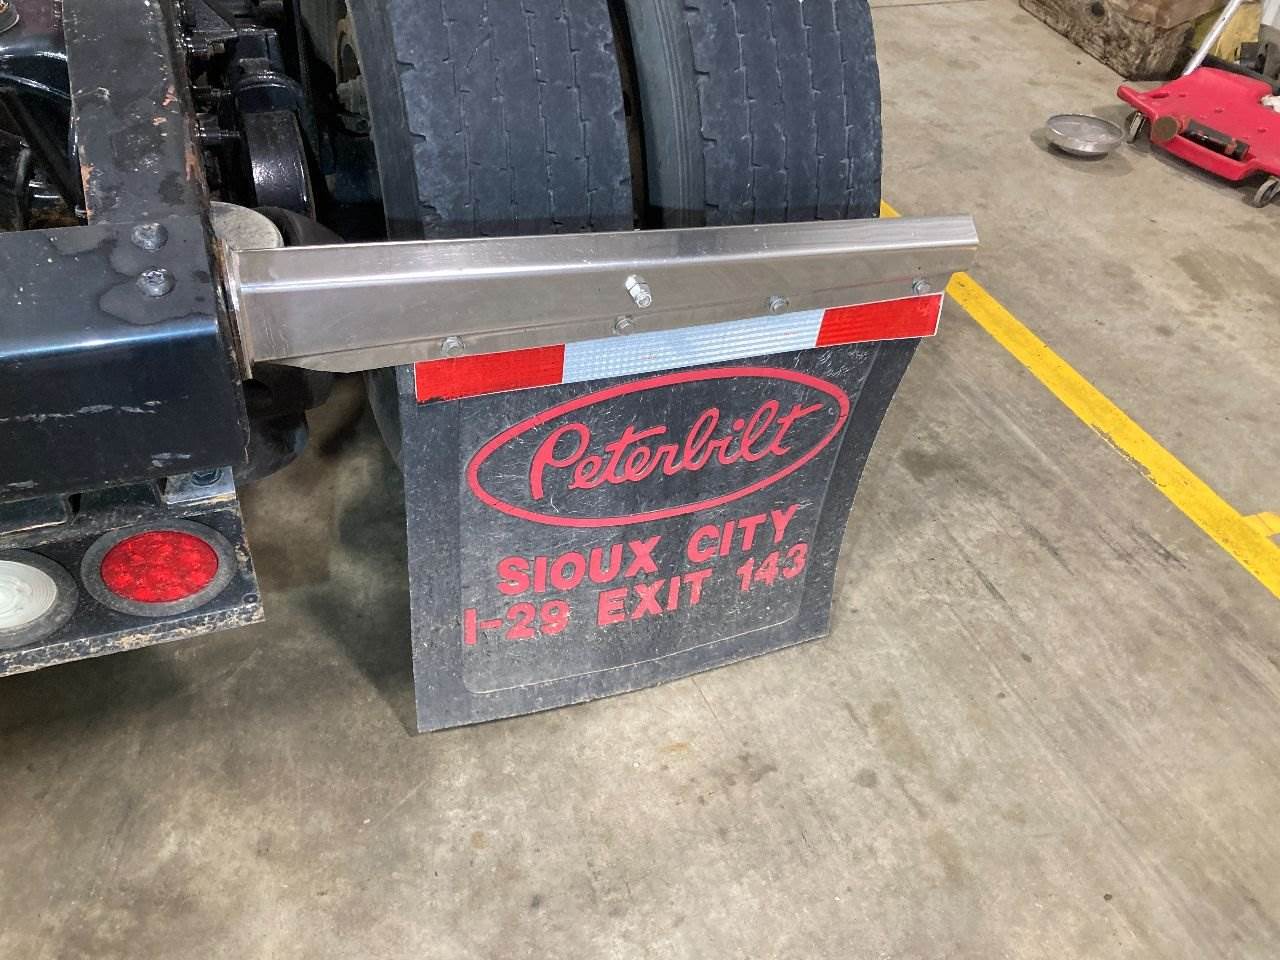 Peterbilt
SIOUX CITY
I-29 EXIT 143